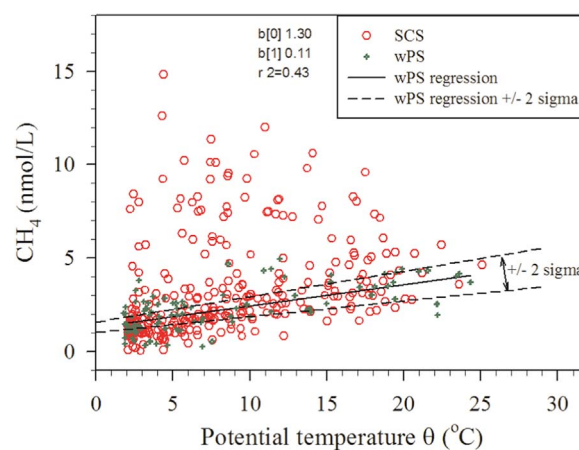 b[0] 1.30
b[1] 0.11
r 2=0.43
SCS
wPS
wPS regression
wPS regression +/- 2 sigma
+/- 2 sigma
CH4 (nmol/L)
15
10
5
0
0 5 10 15 20 25 30
Potential temperature θ (°C)